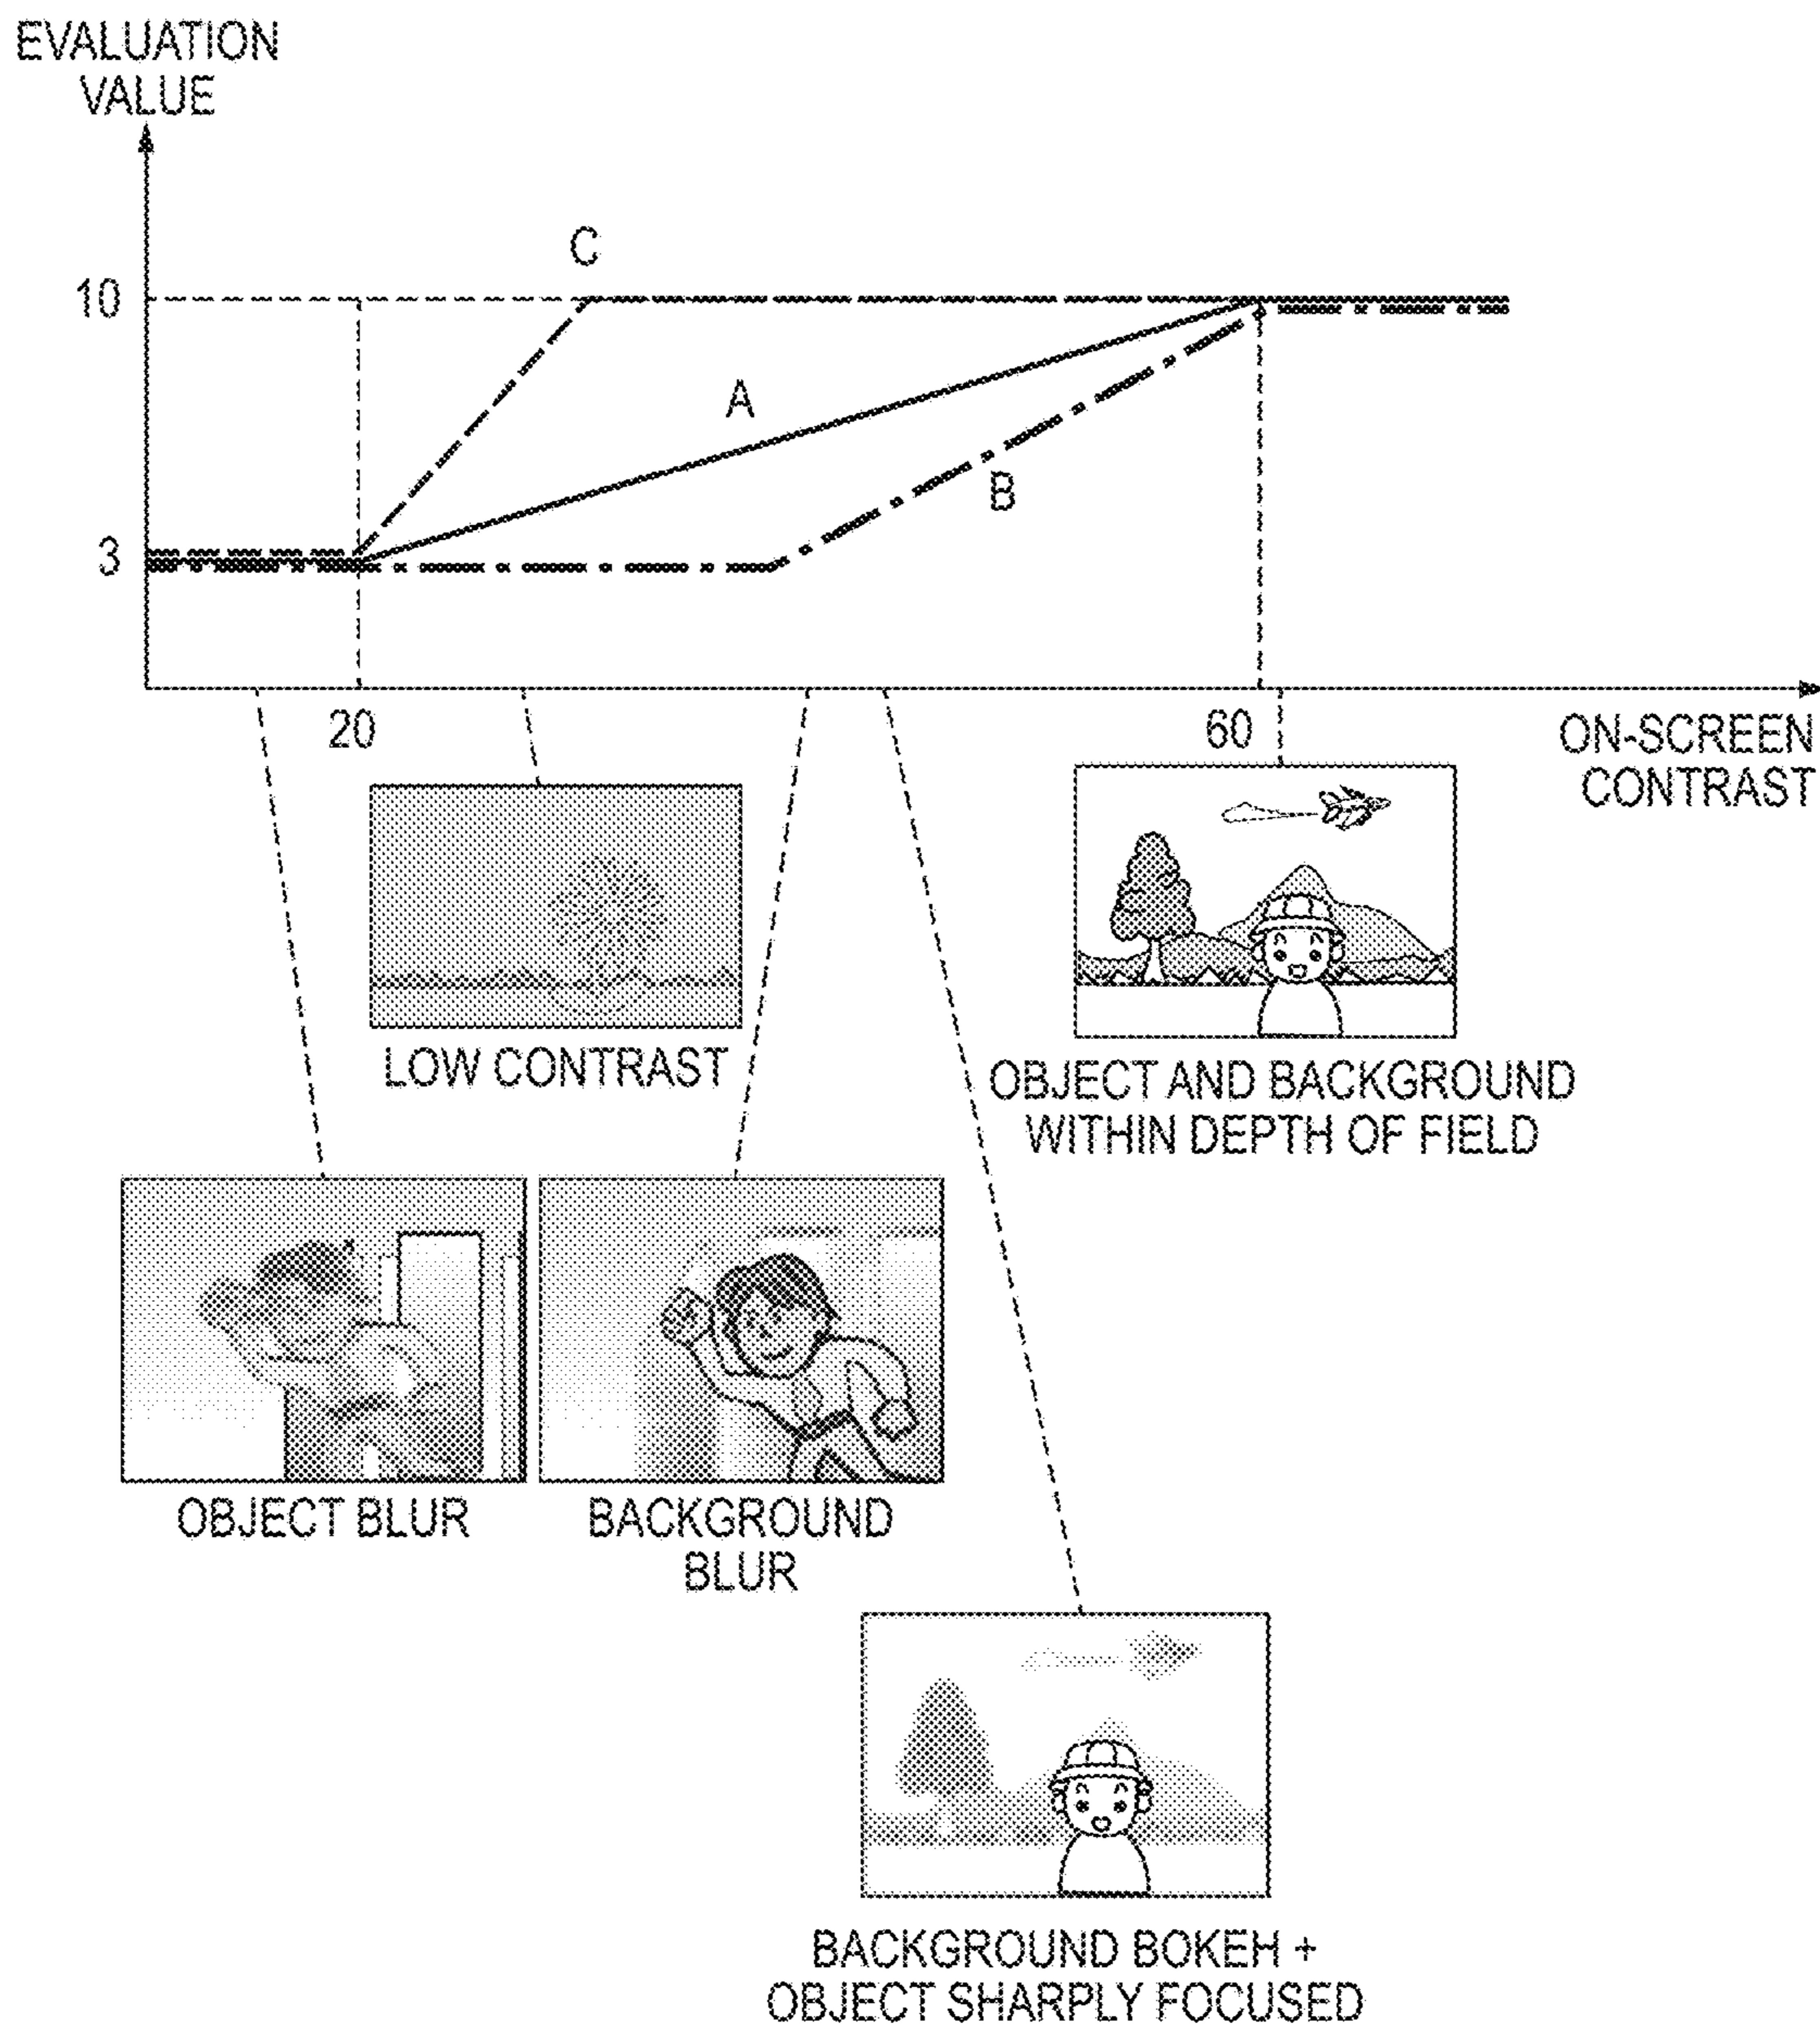 EVALUATION
VALUE
C
10
A
B
3
20
60
ON-SCREEN
CONTRAST
LOW CONTRAST
OBJECT AND BACKGROUND
WITHIN DEPTH OF FIELD
OBJECT BLUR
BACKGROUND
BLUR
BACKGROUND BOKEH +
OBJECT SHARPLY FOCUSED